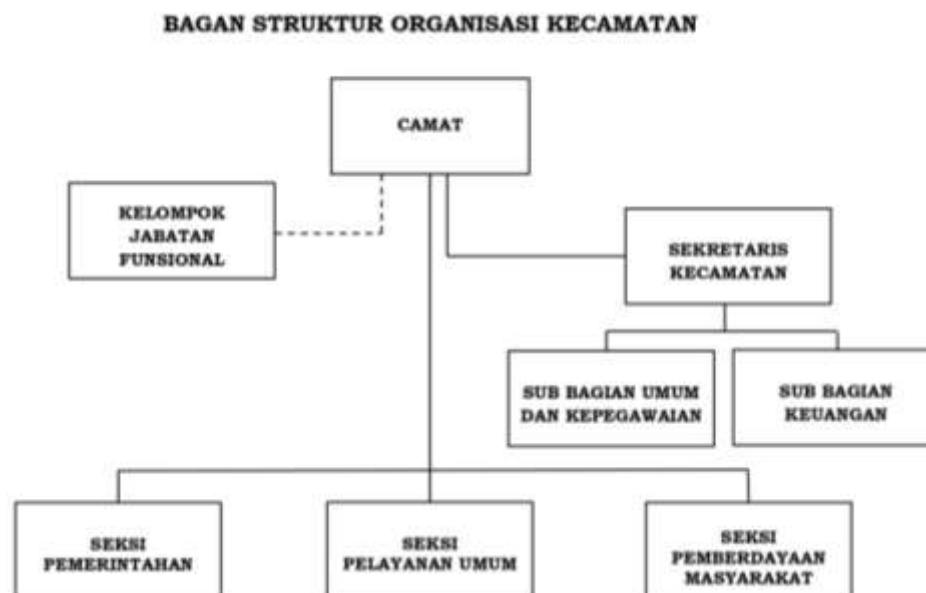 BAGAN STRUKTUR ORGANISASI KECAMATAN
CAMAT
KELOMPOK
JABATAN
FUNSIONAL
SEKRETARIS
KECAMATAN
SUB BAGIAN UMUM
DAN KEPEGAWAIAN
SUB BAGIAN
KEUANGAN
SEKSI
PEMERINTAHAN
SEKSI
PELAYANAN UMUM
SEKSI
PEMBERDAYAAN
MASYARAKAT